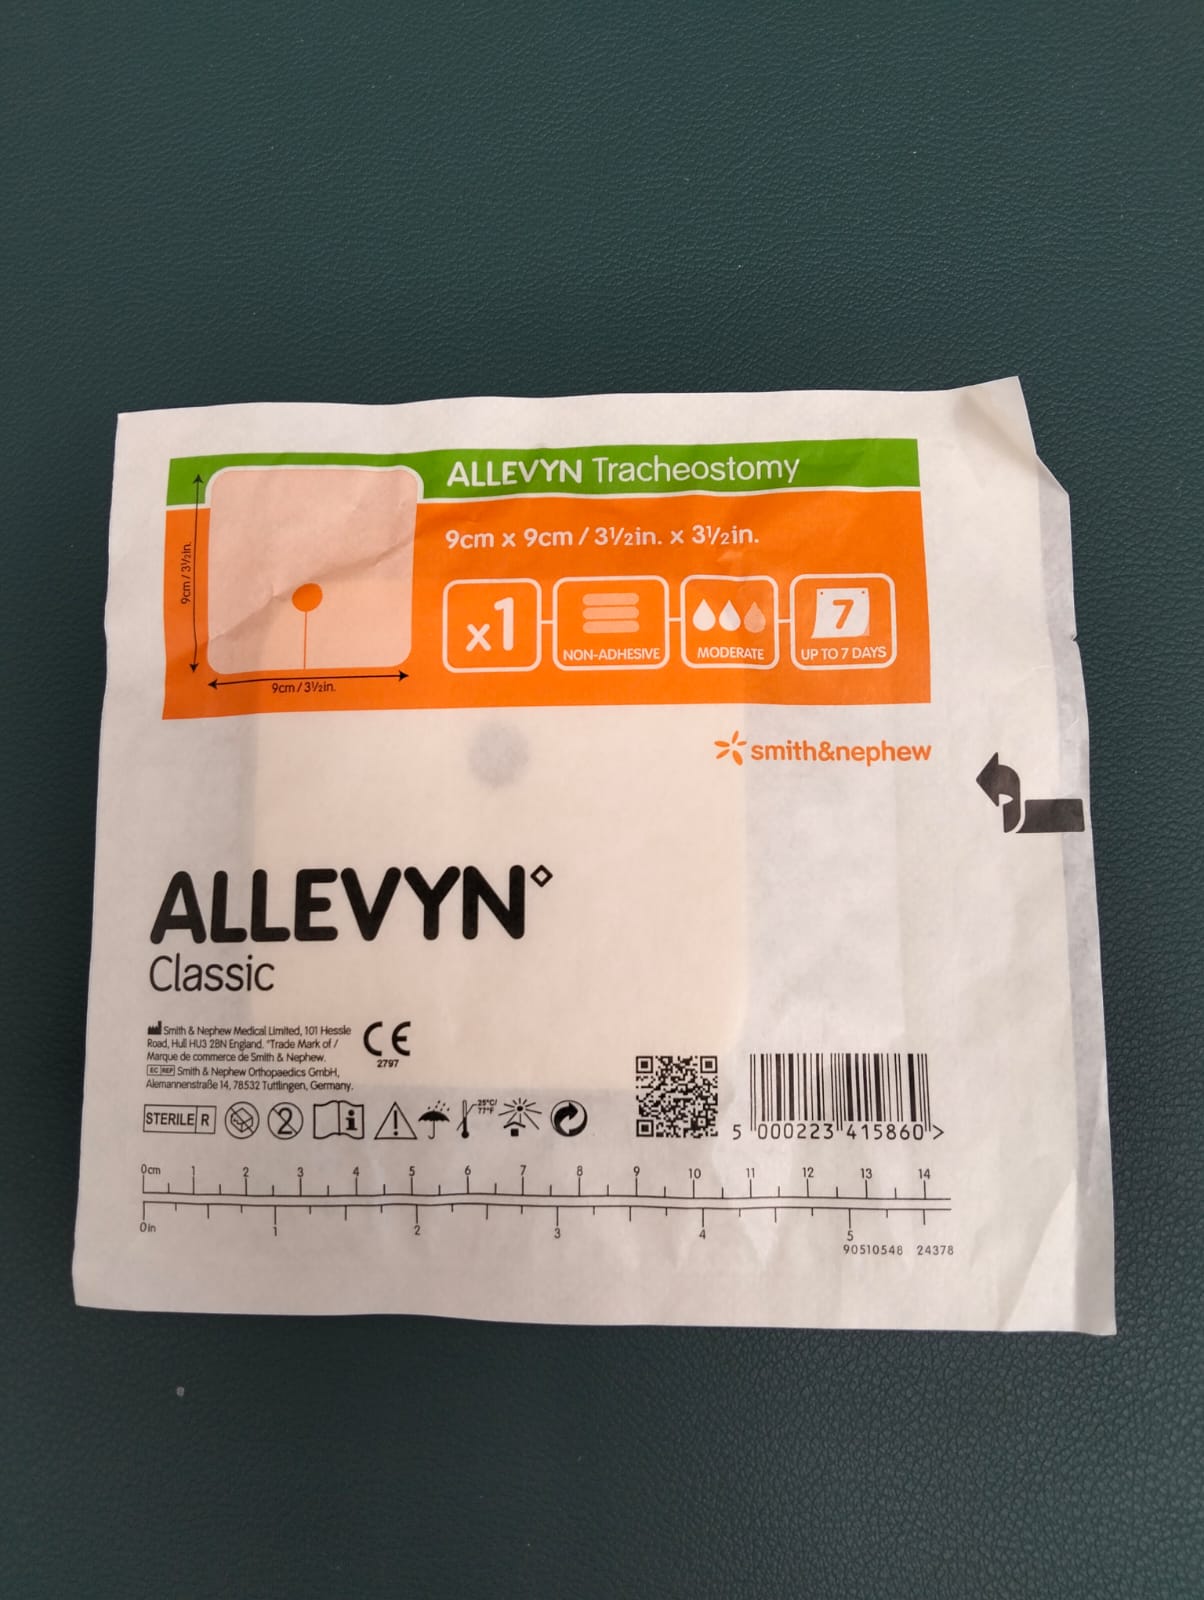 ALLEVYN Tracheostomy
9cm x 9cm / 3½in. x 3½in.
9cm / 3½in.
9cm / 3½in.
x1
NON-ADHESIVE
MODERATE
7
UP TO 7 DAYS
smith&nephew
ALLEVYN◊
Classic
Smith & Nephew Medical Limited, 101 Hessle
Road, Hull HU3 2BN England. ◊Trade Mark of /
Marque de commerce de Smith & Nephew.
EC REP Smith & Nephew Orthopaedics GmbH,
Alemannenstraße 14, 78532 Tuttlingen, Germany.
CE
2797
STERILE R
2
i
25°C/
77°F
5 000223 415860 >
0cm 1 2 3 4 5 6 7 8 9 10 11 12 13 14
0in 1 2 3 4 5
90510548 24378